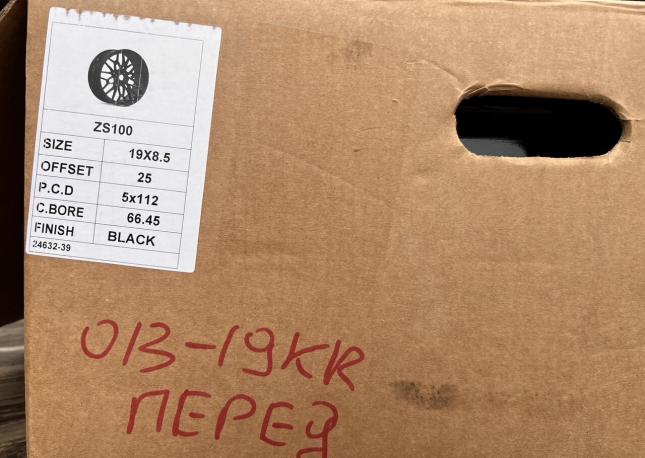 ZS100
SIZE 19X8.5
OFFSET 25
P.C.D 5x112
C.BORE 66.45
FINISH BLACK
24632-39
013-19KR
ПЕРЕД